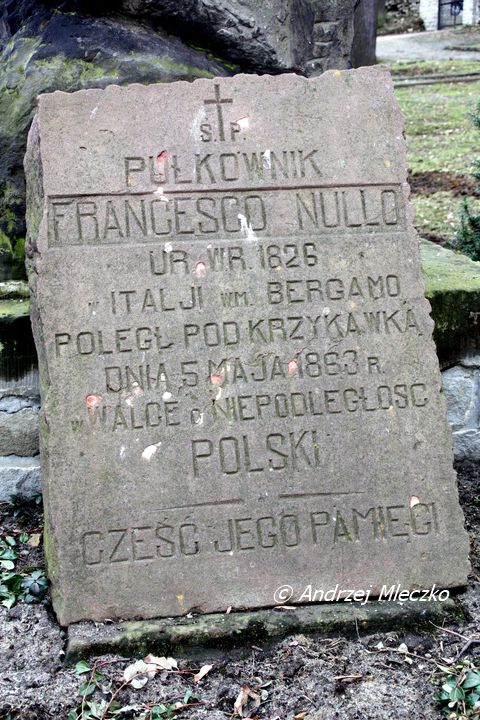 Ś. P.
PUŁKOWNIK
FRANCESCO NULLO
UR. WR. 1826
w ITALJI WM. BERGAMO
POLEGŁ POD KRZYKAWKĄ
DNIA 5 MAJA 1863 R.
W WALCE O NIEPODLEGŁOŚĆ
POLSKI
CZEŚĆ JEGO PAMIĘCI
© Andrzej Mleczko